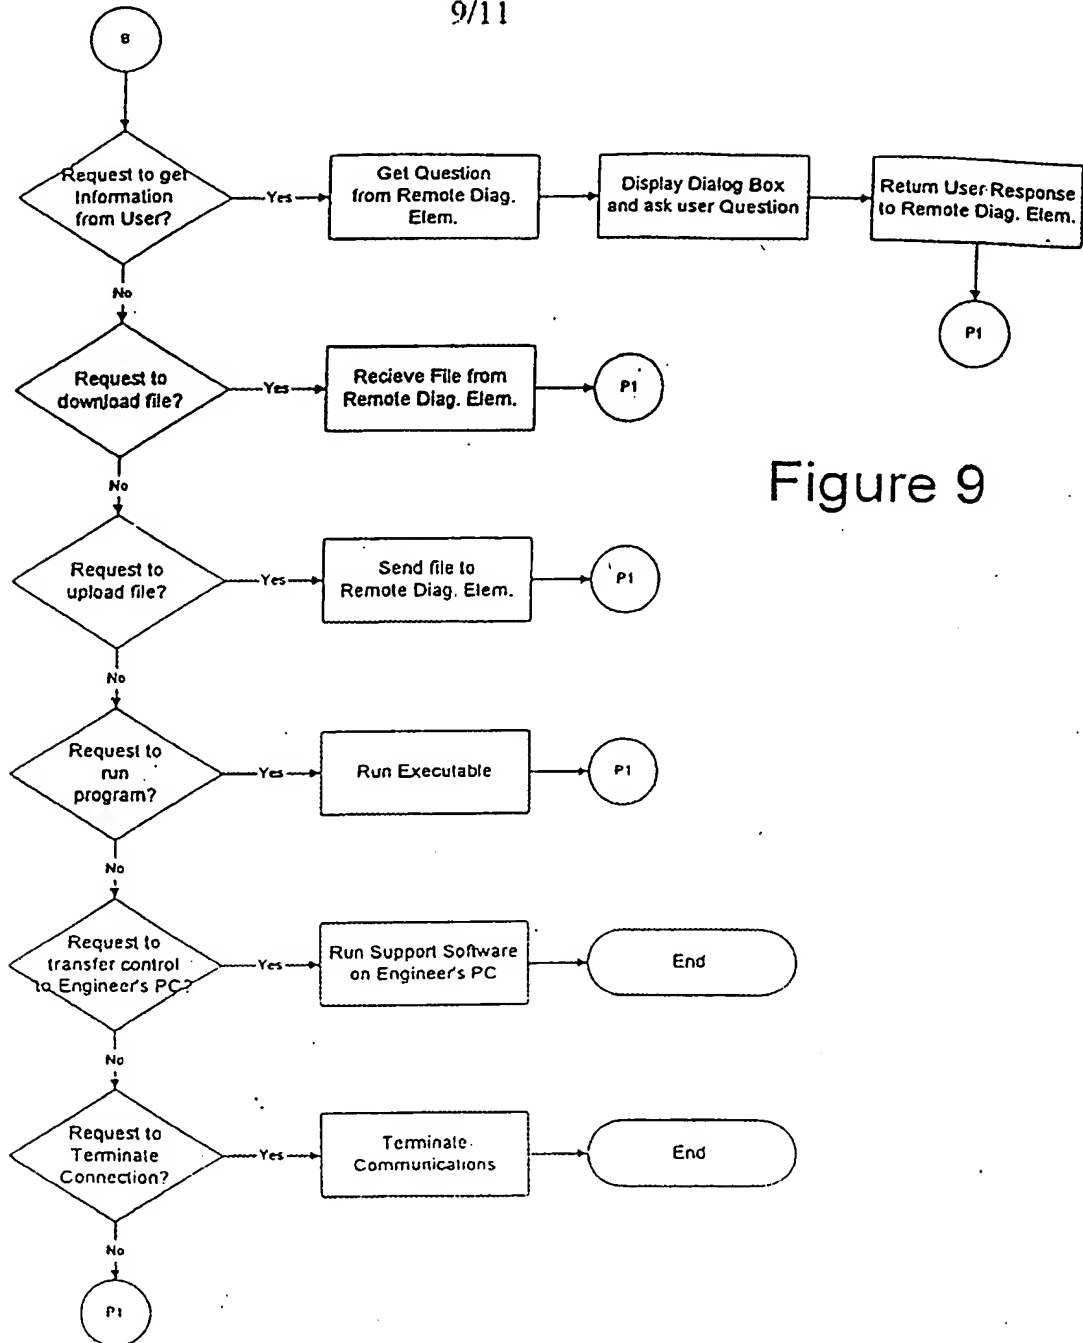 9/11
B
Request to get
Information
from User?
Yes
Get Question
from Remote Diag.
Elem.
Display Dialog Box
and ask user Question
Return User Response
to Remote Diag. Elem.
P1
No
Request to
download file?
Yes
Recieve File from
Remote Diag. Elem.
P1
Figure 9
No
Request to
upload file?
Yes
Send file to
Remote Diag. Elem.
P1
No
Request to
run
program?
Yes
Run Executable
P1
No
Request to
transfer control
to Engineer's PC?
Yes
Run Support Software
on Engineer's PC
End
No
Request to
Terminate
Connection?
Yes
Terminate
Communications
End
No
P1